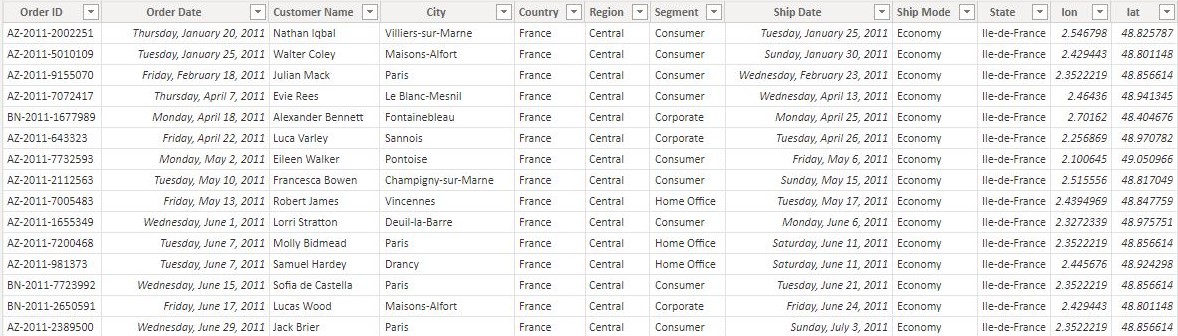 Order ID Order Date Customer Name City Country Region Segment Ship Date Ship Mode State lon lat
AZ-2011-2002251 Thursday, January 20, 2011 Nathan Iqbal Villiers-sur-Marne France Central Consumer Tuesday, January 25, 2011 Economy Ile-de-France 2.546798 48.825787
AZ-2011-5010109 Tuesday, January 25, 2011 Walter Coley Maisons-Alfort France Central Consumer Sunday, January 30, 2011 Economy Ile-de-France 2.429443 48.801148
AZ-2011-9155070 Friday, February 18, 2011 Julian Mack Paris France Central Consumer Wednesday, February 23, 2011 Economy Ile-de-France 2.3522219 48.856614
AZ-2011-7072417 Thursday, April 7, 2011 Evie Rees Le Blanc-Mesnil France Central Consumer Wednesday, April 13, 2011 Economy Ile-de-France 2.46436 48.941345
BN-2011-1677989 Monday, April 18, 2011 Alexander Bennett Fontainebleau France Central Corporate Monday, April 25, 2011 Economy Ile-de-France 2.70162 48.404676
AZ-2011-643323 Friday, April 22, 2011 Luca Varley Sannois France Central Corporate Tuesday, April 26, 2011 Economy Ile-de-France 2.256869 48.970782
AZ-2011-7732593 Monday, May 2, 2011 Eileen Walker Pontoise France Central Consumer Friday, May 6, 2011 Economy Ile-de-France 2.100645 49.050966
AZ-2011-2112563 Tuesday, May 10, 2011 Francesca Bowen Champigny-sur-Marne France Central Consumer Sunday, May 15, 2011 Economy Ile-de-France 2.515556 48.817049
AZ-2011-7005483 Friday, May 13, 2011 Robert James Vincennes France Central Home Office Tuesday, May 17, 2011 Economy Ile-de-France 2.4394969 48.847759
AZ-2011-1655349 Wednesday, June 1, 2011 Lorri Stratton Deuil-la-Barre France Central Consumer Monday, June 6, 2011 Economy Ile-de-France 2.3272339 48.975751
AZ-2011-7200468 Tuesday, June 7, 2011 Molly Bidmead Paris France Central Home Office Saturday, June 11, 2011 Economy Ile-de-France 2.3522219 48.856614
AZ-2011-981373 Tuesday, June 7, 2011 Samuel Hardey Drancy France Central Home Office Saturday, June 11, 2011 Economy Ile-de-France 2.445676 48.924298
BN-2011-7723992 Wednesday, June 15, 2011 Sofia de Castella Paris France Central Consumer Tuesday, June 21, 2011 Economy Ile-de-France 2.3522219 48.856614
BN-2011-2650591 Friday, June 17, 2011 Lucas Wood Maisons-Alfort France Central Corporate Friday, June 24, 2011 Economy Ile-de-France 2.429443 48.801148
AZ-2011-2389500 Wednesday, June 29, 2011 Jack Brier Paris France Central Consumer Sunday, July 3, 2011 Economy Ile-de-France 2.3522219 48.856614